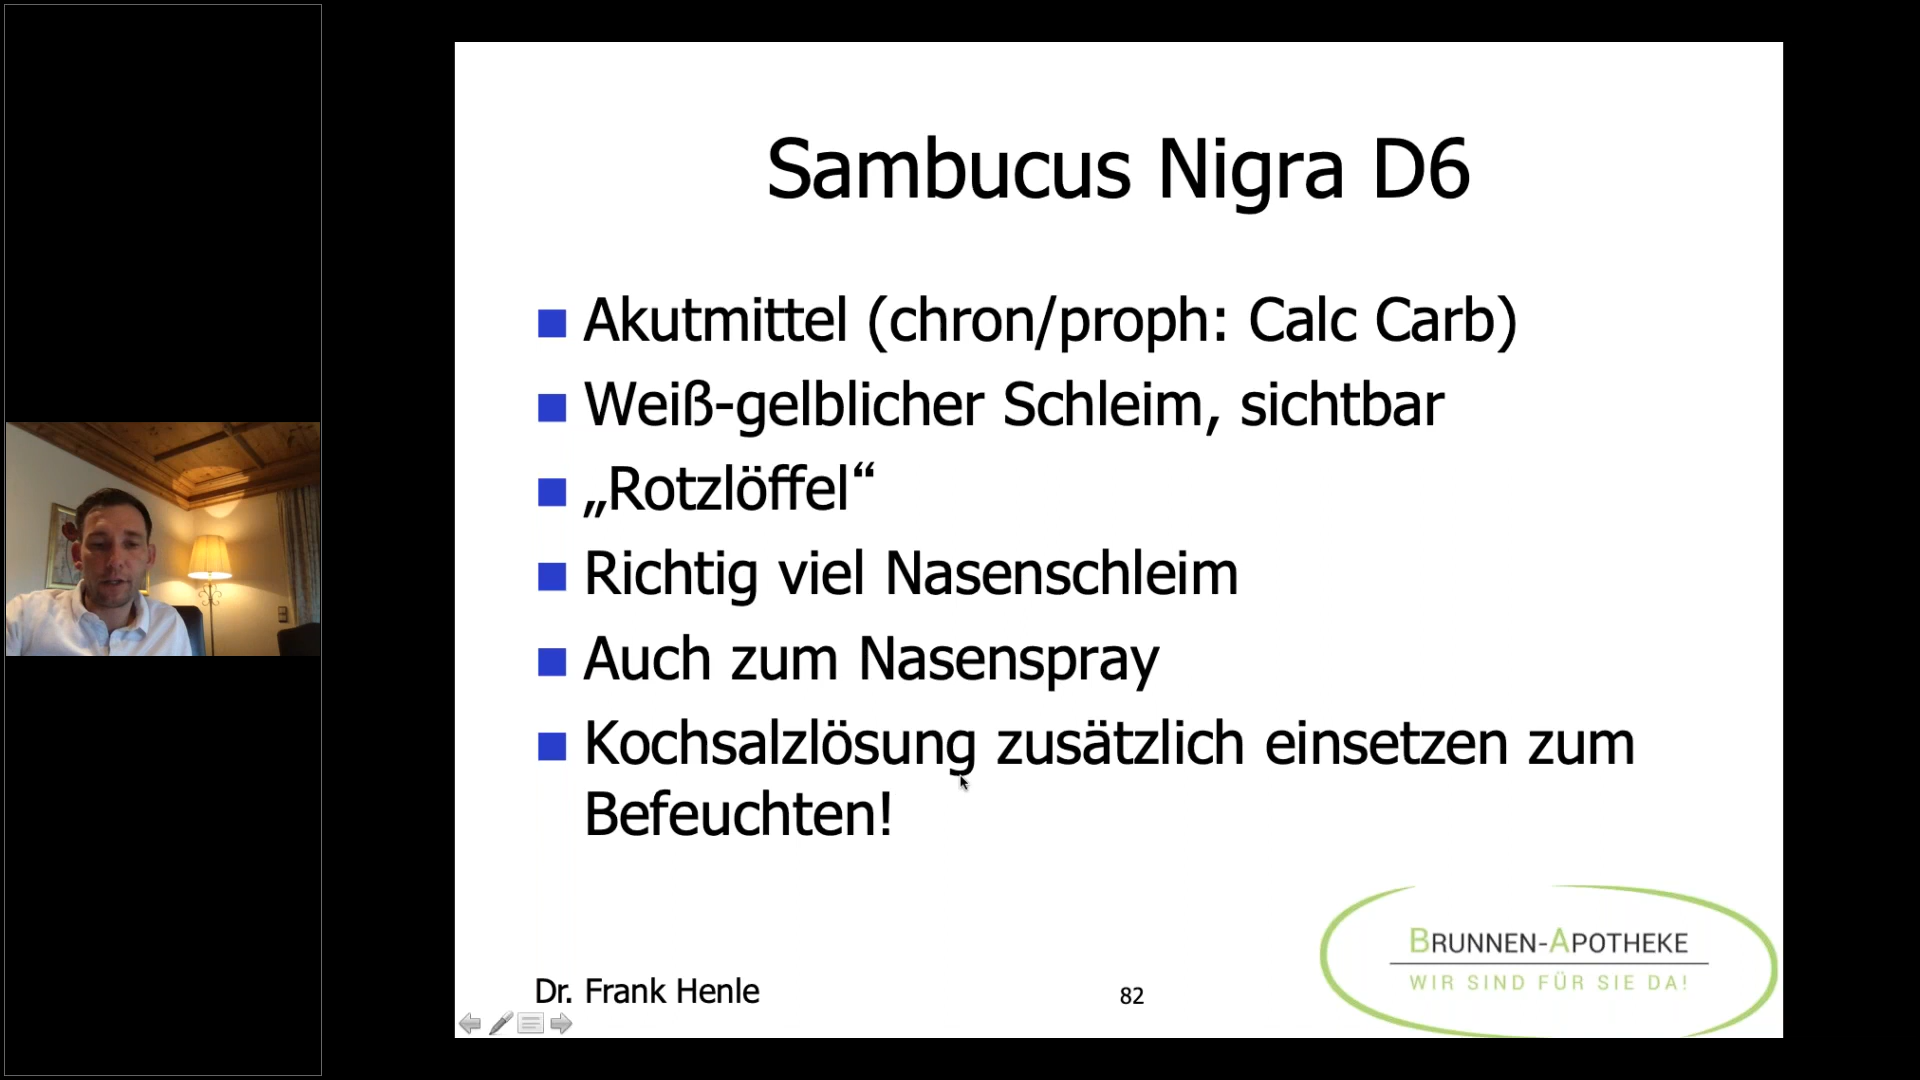 Sambucus Nigra D6
Akutmittel (chron/proph: Calc Carb)
Weiß-gelblicher Schleim, sichtbar
„Rotzlöffel“
Richtig viel Nasenschleim
Auch zum Nasenspray
Kochsalzlösung zusätzlich einsetzen zum
Befeuchten!
Dr. Frank Henle
82
BRUNNEN-APOTHEKE
WIR SIND FÜR SIE DA!